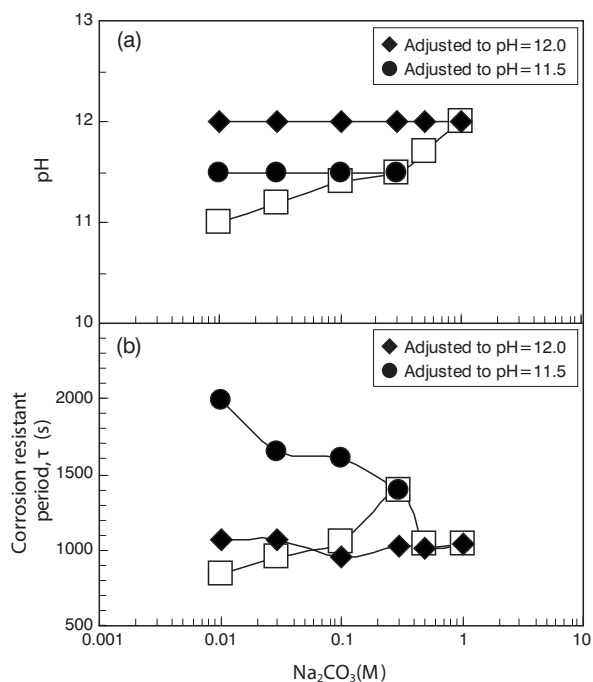 (a)
◆ Adjusted to pH=12.0
● Adjusted to pH=11.5
13
12
11
10
pH
(b)
◆ Adjusted to pH=12.0
● Adjusted to pH=11.5
2000
1500
1000
500
Corrosion resistant
period, τ (s)
0.001 0.01 0.1 1 10
Na₂CO₃(M)